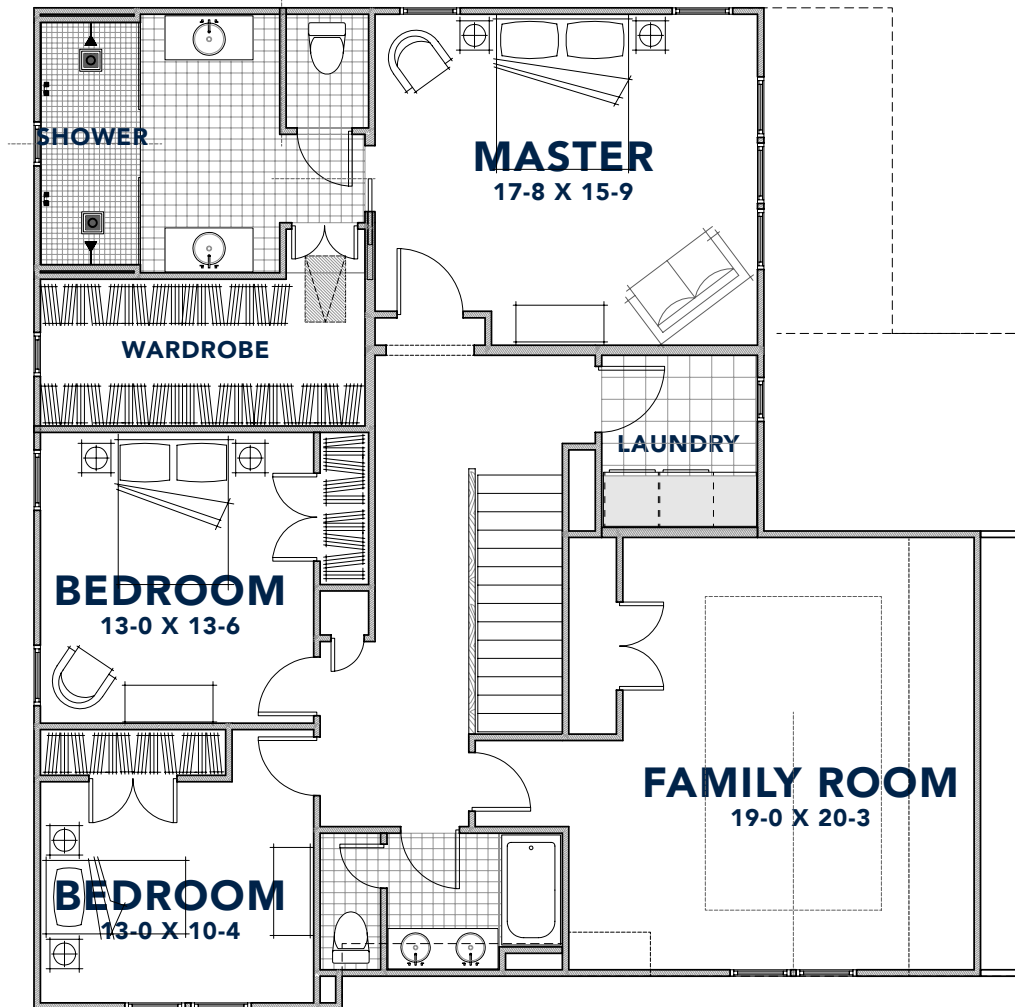 SHOWER
MASTER
17-8 X 15-9
WARDROBE
LAUNDRY
BEDROOM
13-0 X 13-6
FAMILY ROOM
19-0 X 20-3
BEDROOM
13-0 X 10-4